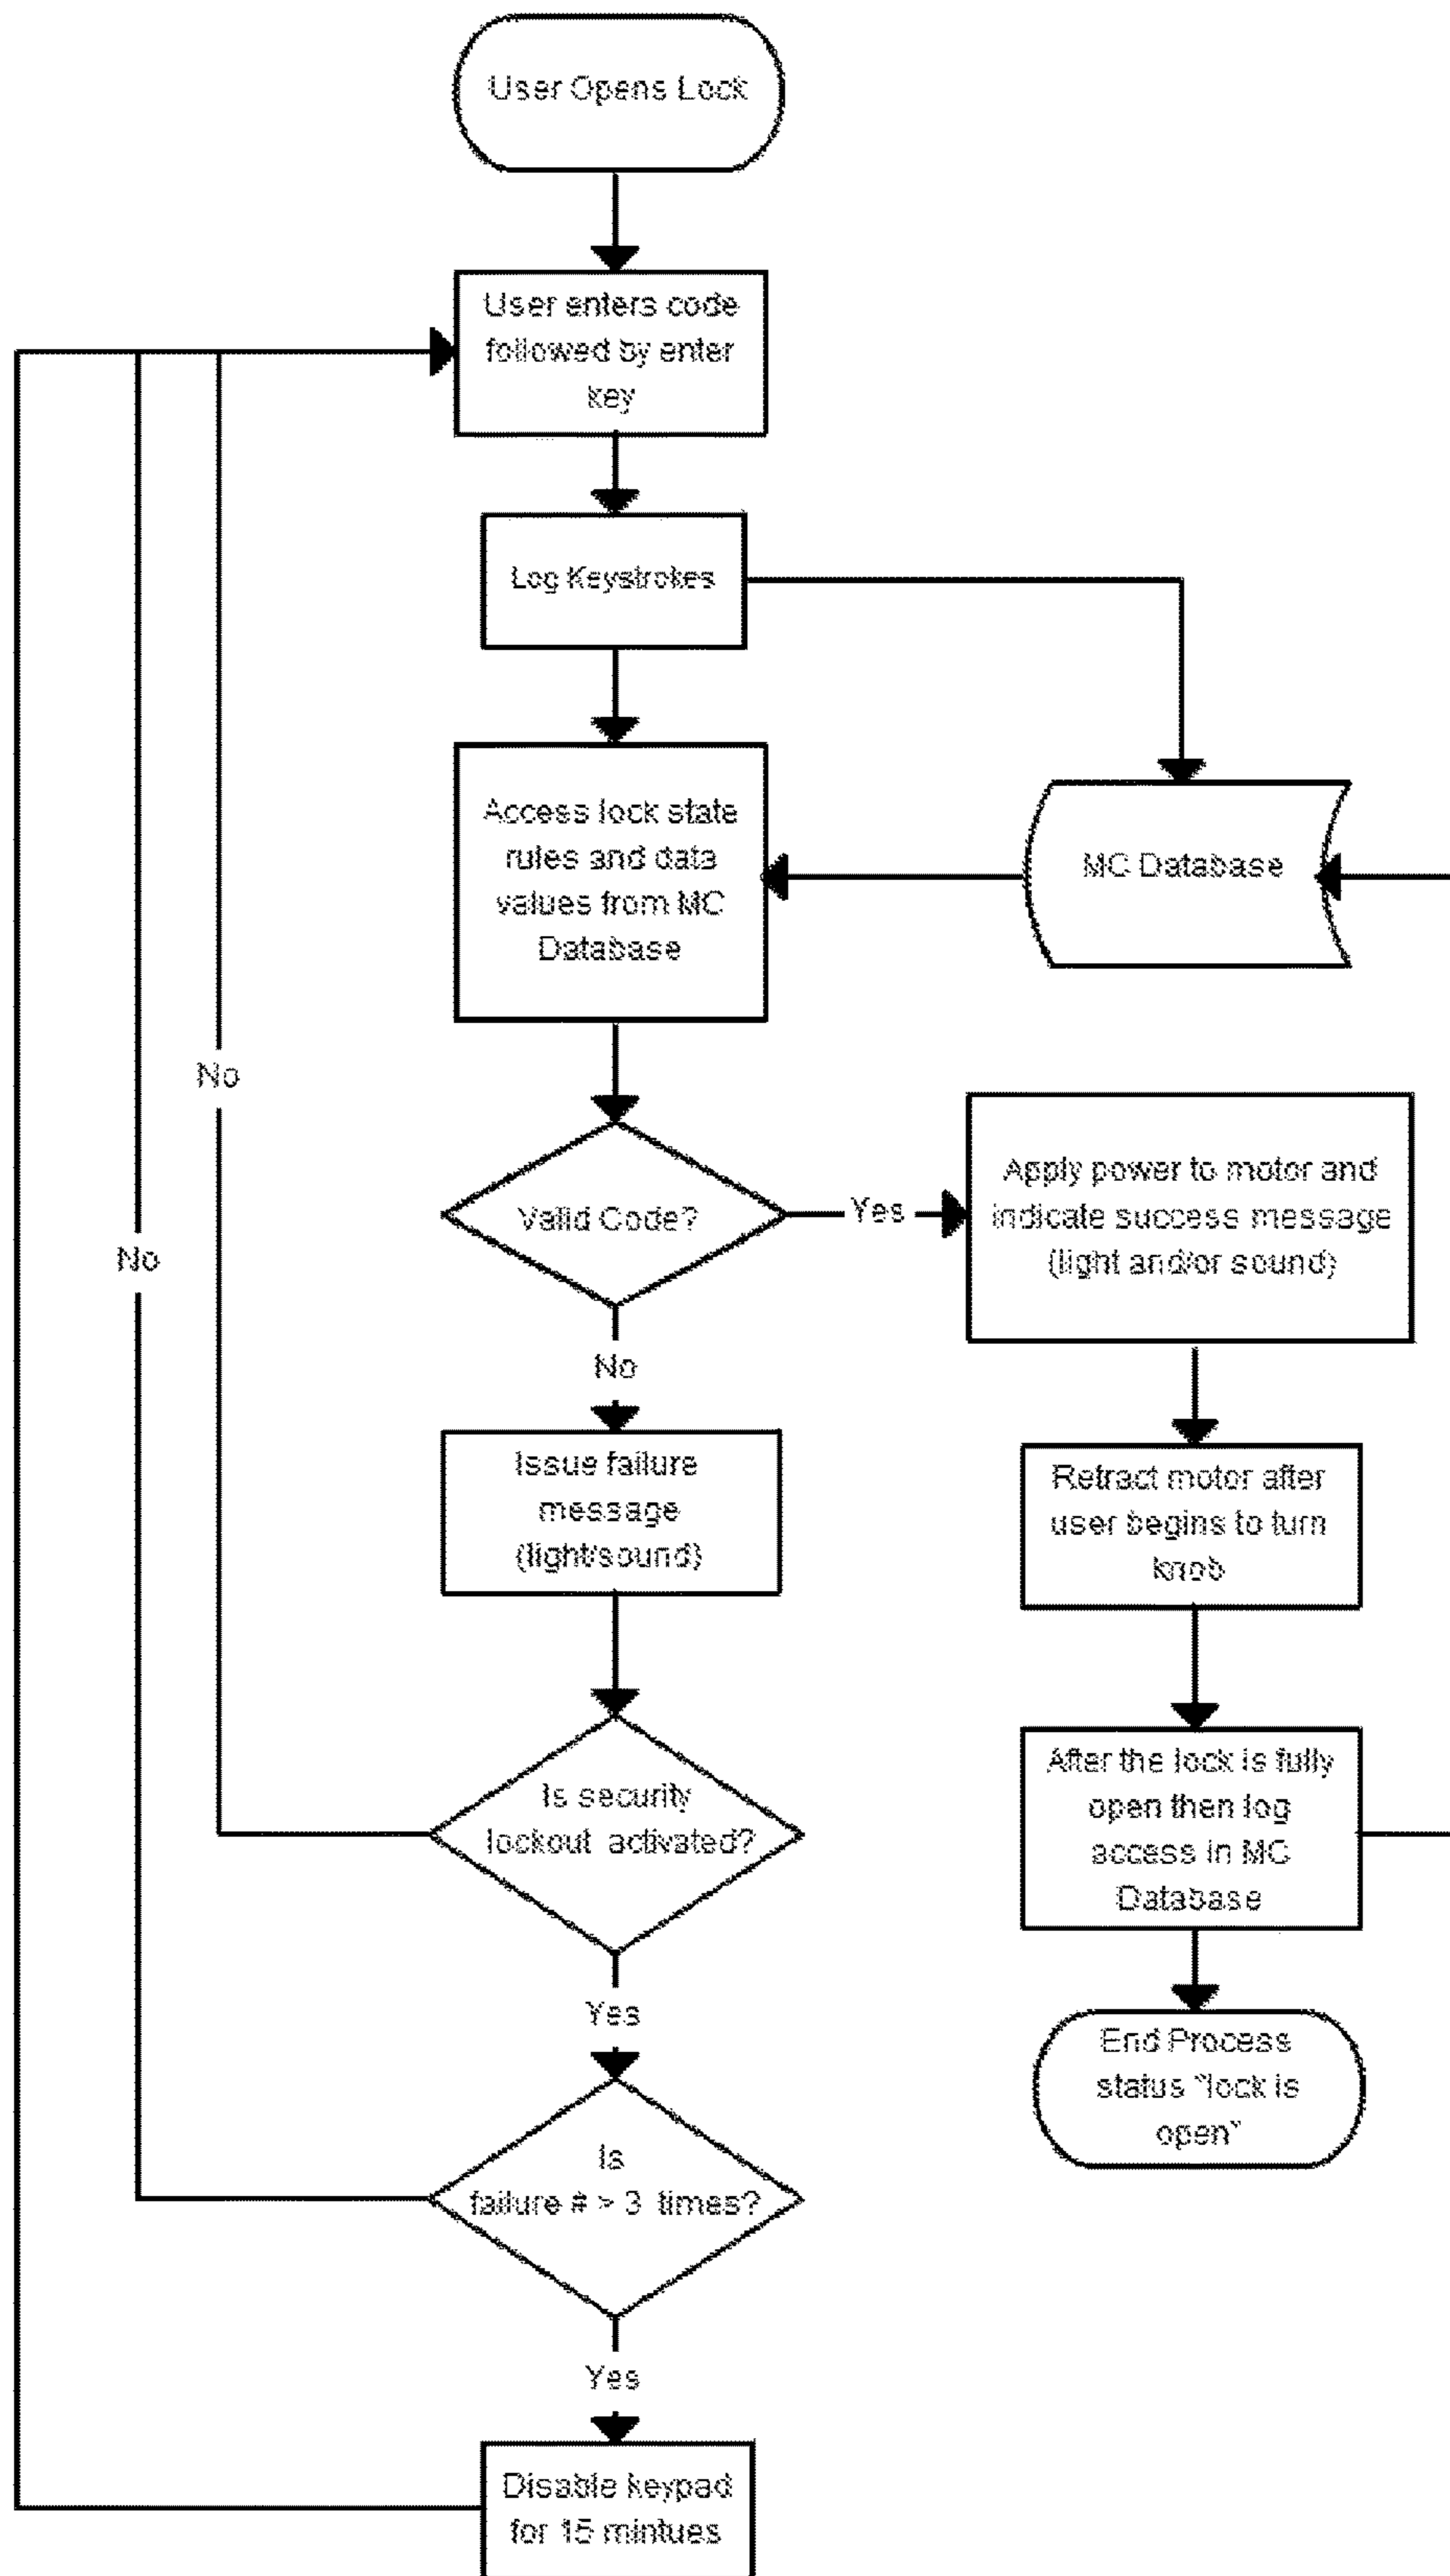 User Opens Lock
User enters code
followed by enter
key
Log Keystrokes
Access lock state
rules and data
values from MC
Database
MC Database
No
Valid Code?
Yes
Apply power to motor and
indicate success message
(light and/or sound)
No
No
Issue failure
message
(light/sound)
Retract motor after
user begins to turn
knob
Is security
lockout activated?
After the lock is fully
open then log
access in MC
Database
Yes
End Process
status "lock is
open"
Is
failure # > 3 times?
Yes
Disable keypad
for 15 mintues